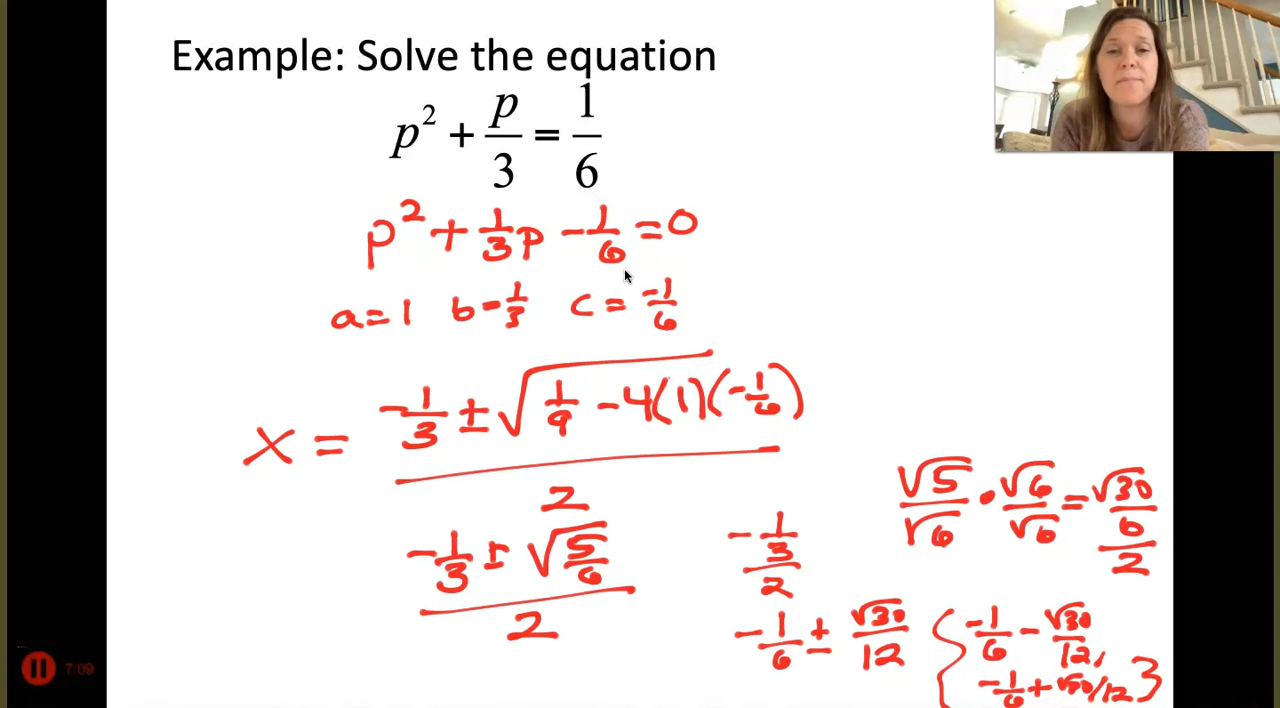 Example: Solve the equation
p² + p/3 = 1/6
p² + 1/3 p - 1/6 = 0
a = 1 b = 1/3 c = -1/6
x = (-1/3 ± √(1/9 - 4(1)(-1/6))) / 2
(-1/3 ± √(5/6)) / 2
(-1/3) / 2
√5/√6 • √6/√6 = (√30/6) / 2
-1/6 ± √30/12
{ -1/6 - √30/12,
-1/6 + √30/12 }
7:09